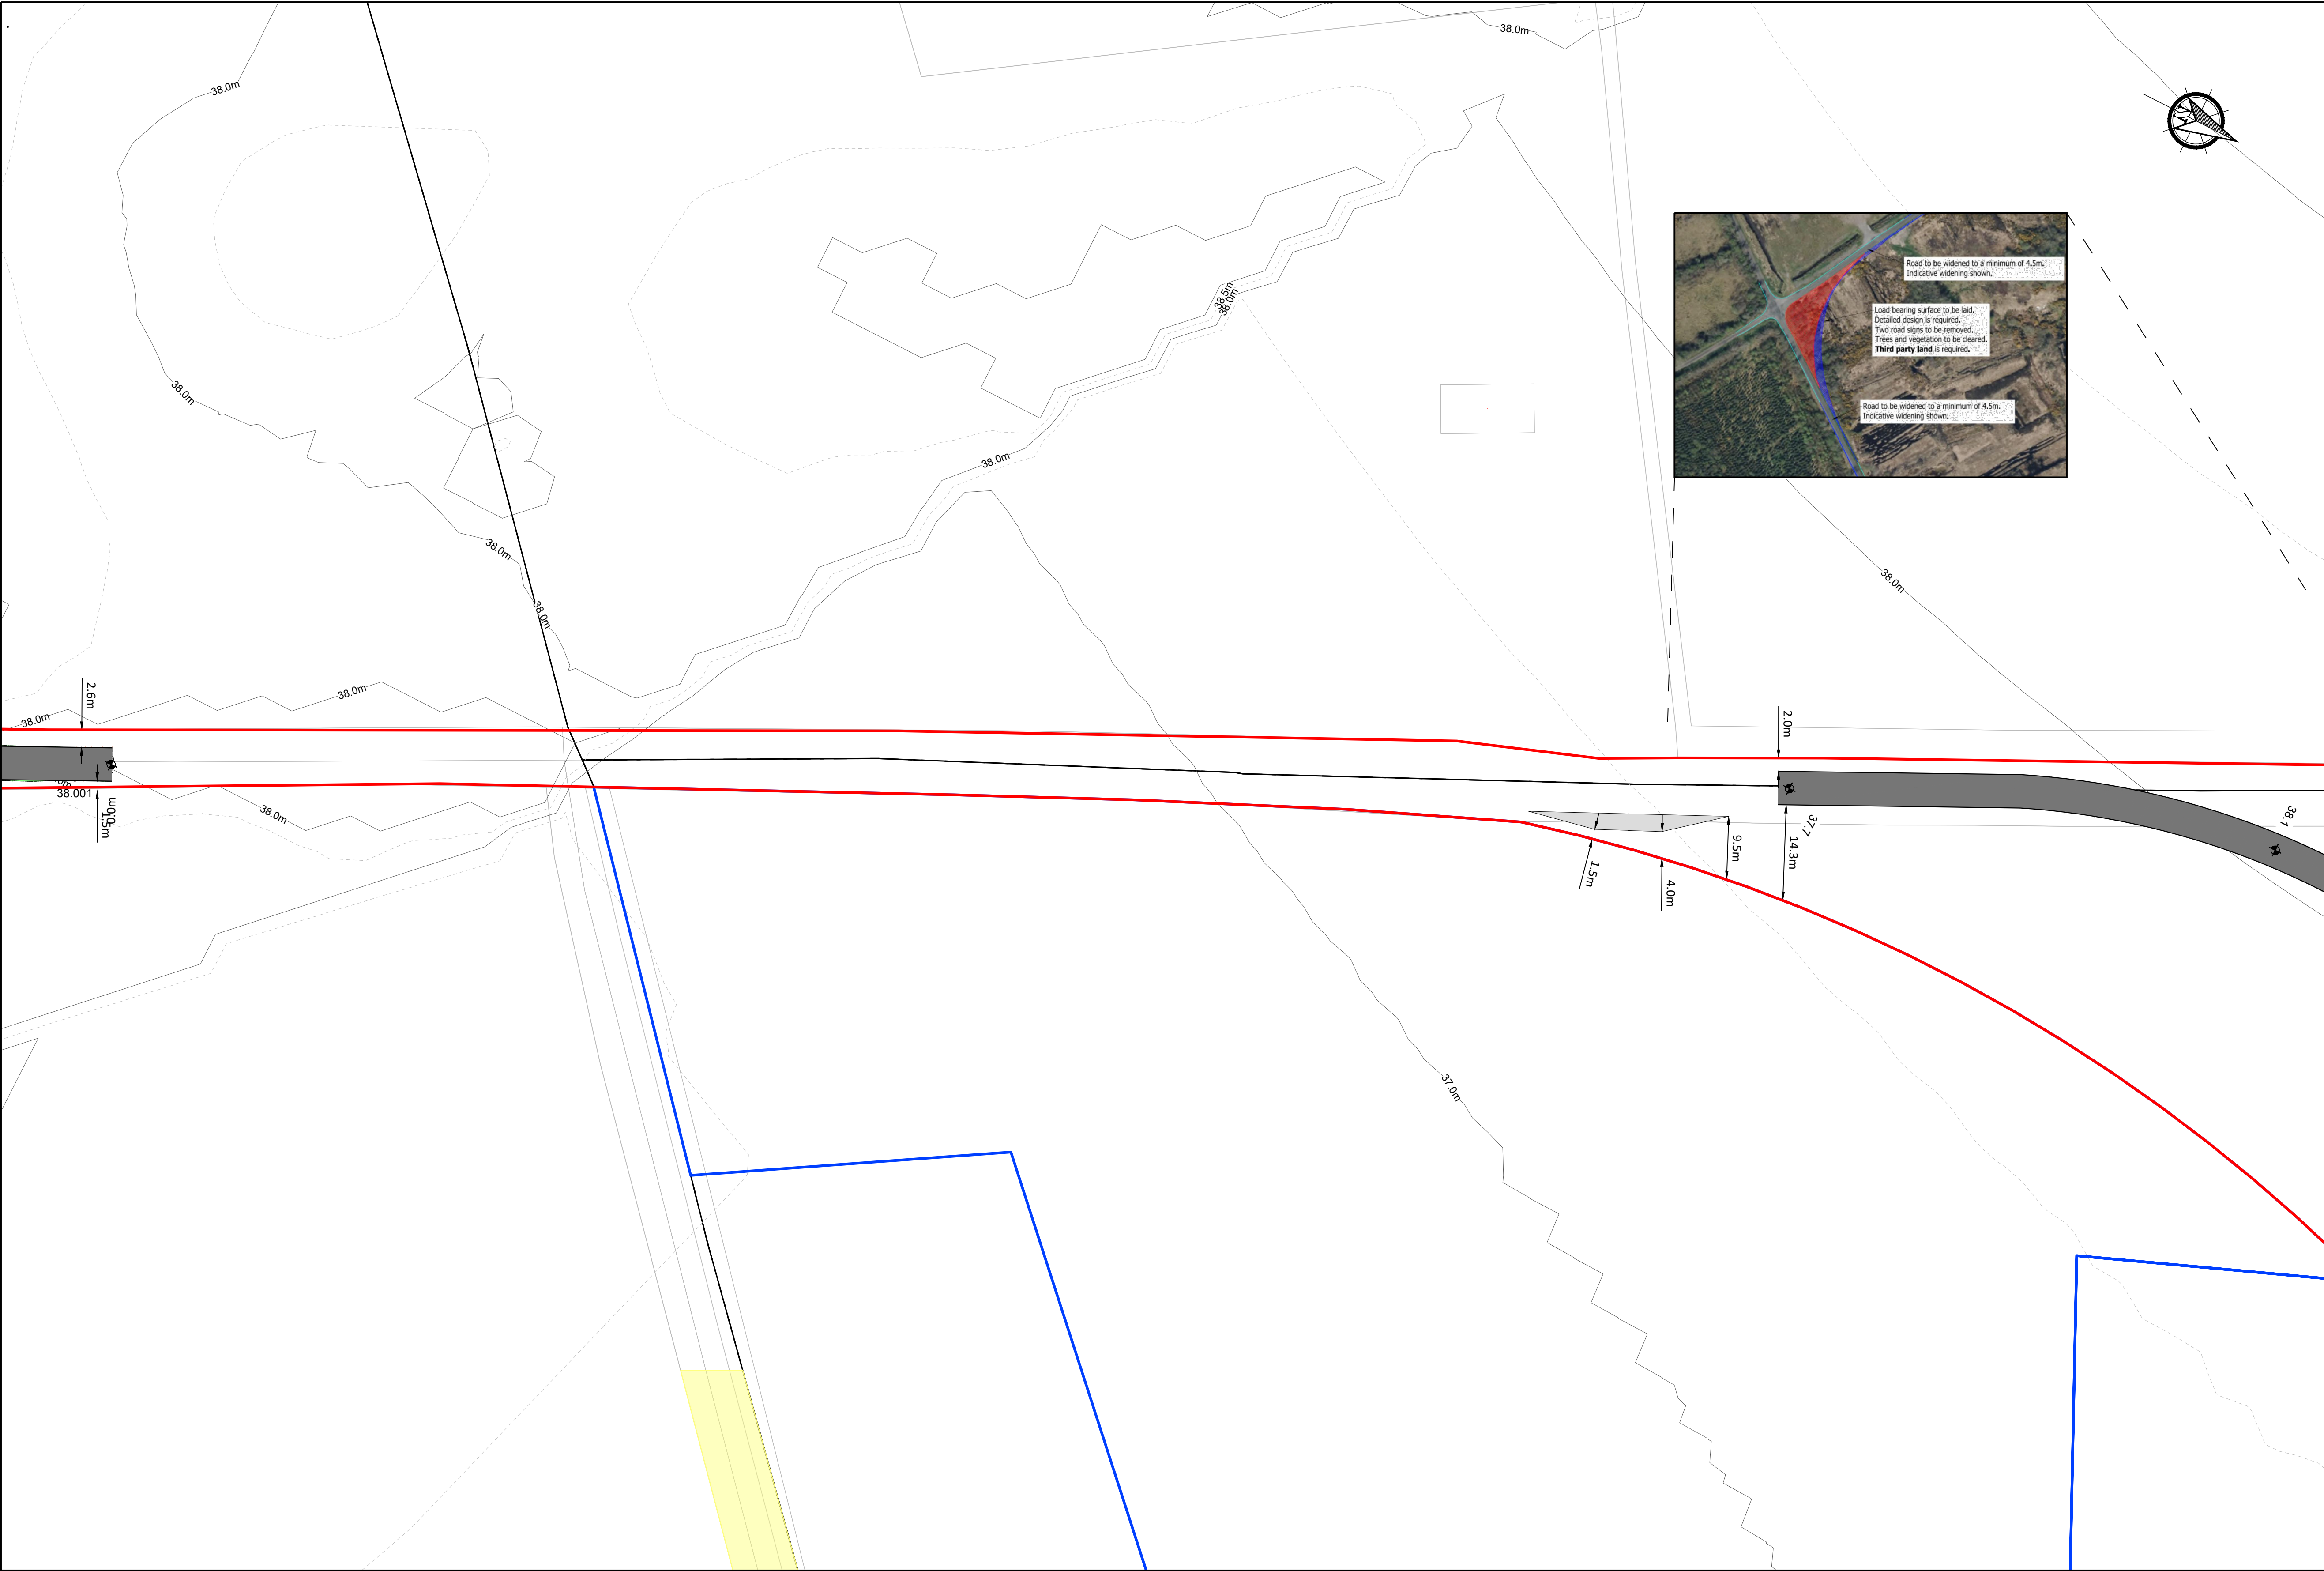 38.0m
38.0m
Road to be widened to a minimum of 4.5m.
Indicative widening shown.
Load bearing surface to be laid.
Detailed design is required.
Two road signs to be removed.
Trees and vegetation to be cleared.
Third party land is required.
Road to be widened to a minimum of 4.5m.
Indicative widening shown.
38.5m
38.0m
38.0m
38.0m
38.0m
38.0m
38.0m
2.6m
38.0m
38.0m
2.0m
38.001
0.0m
1.5m
38.0m
37.7
38.1
9.5m
14.3m
1.5m
4.0m
37.0m